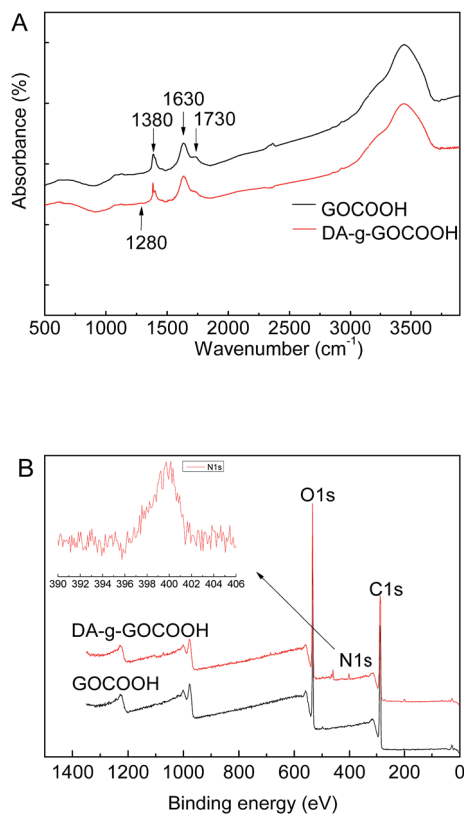 A
Absorbance (%)
1630
1380
1730
1280
GOCOOH
DA-g-GOCOOH
500 1000 1500 2000 2500 3000 3500
Wavenumber (cm⁻¹)
B
N1s
390 392 394 396 398 400 402 404 406
O1s
C1s
DA-g-GOCOOH
N1s
GOCOOH
1400 1200 1000 800 600 400 200 0
Binding energy (eV)